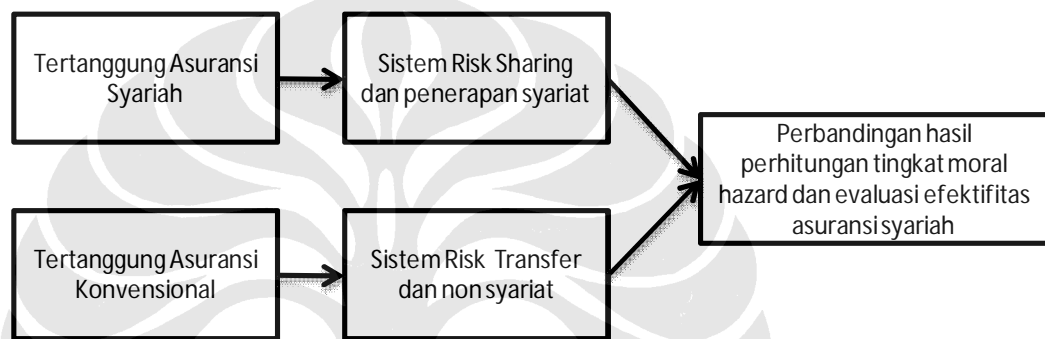 Tertanggung Asuransi
Syariah
Sistem Risk Sharing
dan penerapan syariat
Perbandingan hasil
perhitungan tingkat moral
hazard dan evaluasi efektifitas
asuransi syariah
Tertanggung Asuransi
Konvensional
Sistem Risk Transfer
dan non syariat